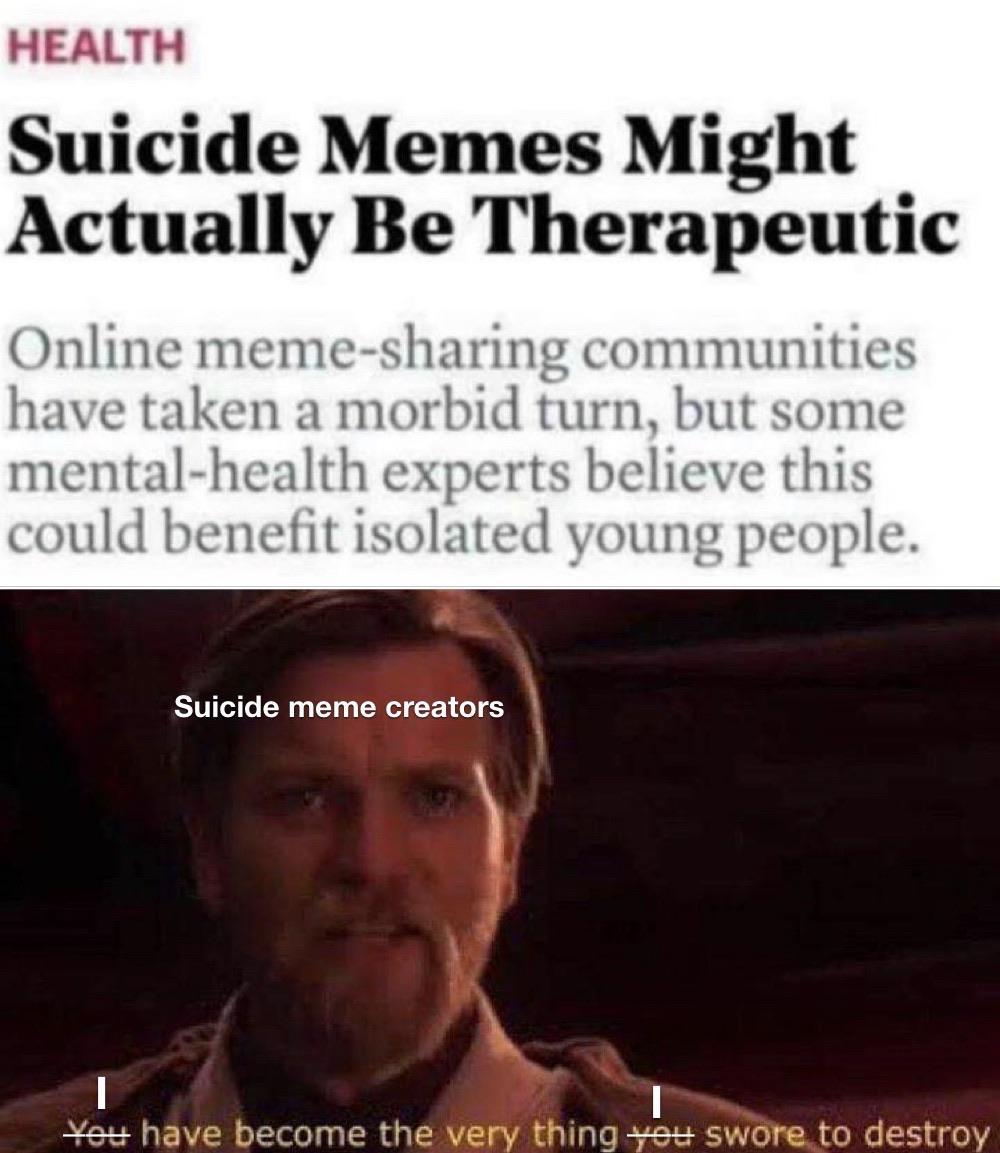 HEALTH
Suicide Memes Might
Actually Be Therapeutic
Online meme-sharing communities
have taken a morbid turn, but some
mental-health experts believe this
could benefit isolated young people.
Suicide meme creators
I I
You have become the very thing you swore to destroy